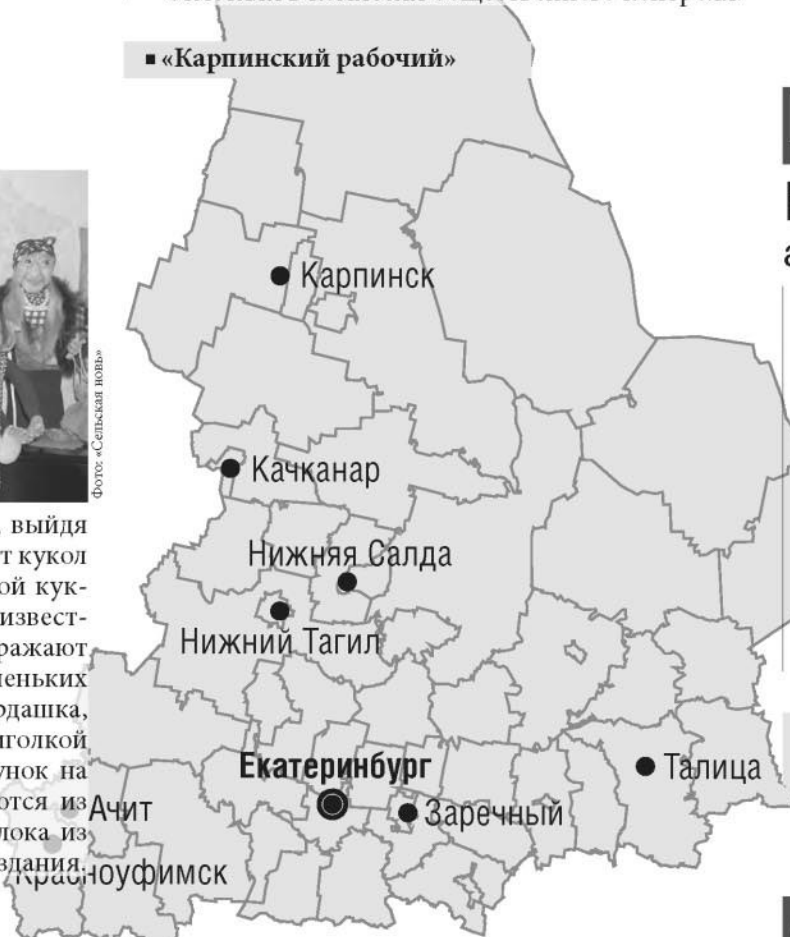 ■ «Карпинский рабочий»
Карпинск
Фото: «Сельская новь»
Качканар
выйдя
т кукол
ой кук-
извест-
ражают
еньких
рдашка,
иголкой
унок на
ются из
лока из
здания.
Нижняя Салда
Нижний Тагил
Екатеринбург
Талица
Ачит
Заречный
Красноуфимск